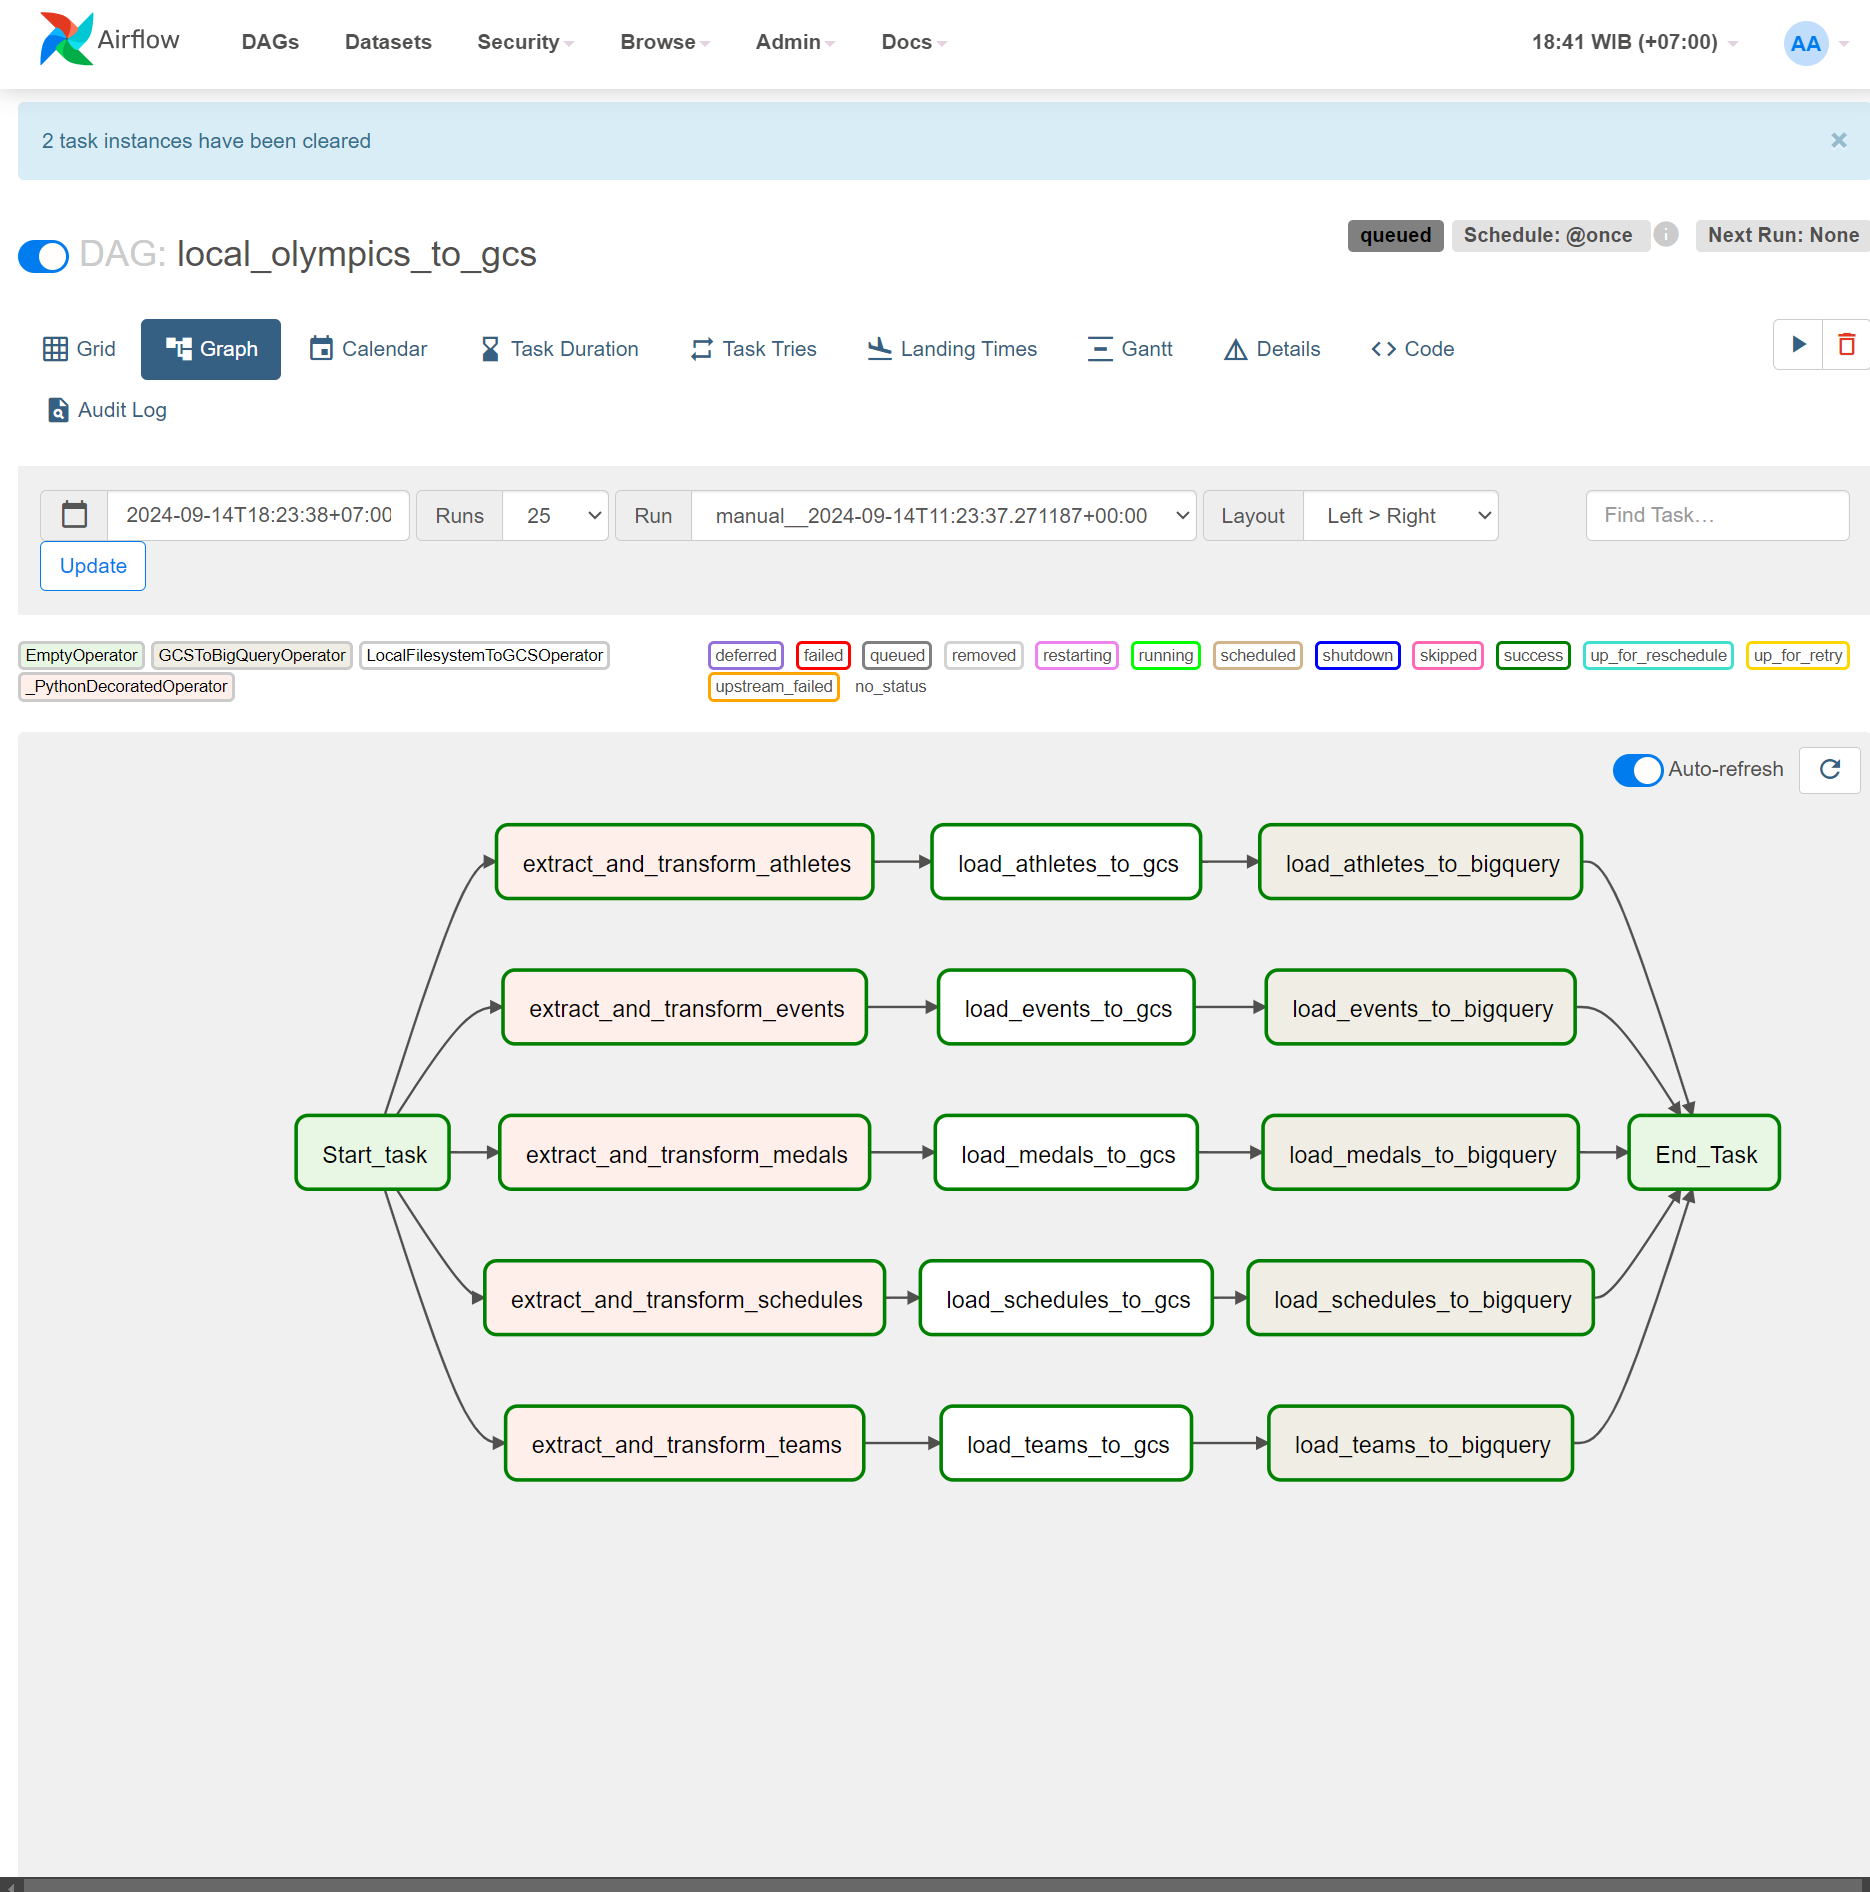 Airflow DAGs Datasets Security Browse Admin Docs 18:41 WIB (+07:00) AA
2 task instances have been cleared ×
DAG: local_olympics_to_gcs queued Schedule: @once i Next Run: None
Grid Graph Calendar Task Duration Task Tries Landing Times Gantt Details Code
Audit Log
2024-09-14T18:23:38+07:00 Runs 25 Run manual__2024-09-14T11:23:37.271187+00:00 Layout Left > Right Find Task…
Update
EmptyOperator GCSToBigQueryOperator LocalFilesystemToGCSOperator deferred failed queued removed restarting running scheduled shutdown skipped success up_for_reschedule up_for_retry
_PythonDecoratedOperator upstream_failed no_status
Auto-refresh
extract_and_transform_athletes load_athletes_to_gcs load_athletes_to_bigquery
extract_and_transform_events load_events_to_gcs load_events_to_bigquery
Start_task extract_and_transform_medals load_medals_to_gcs load_medals_to_bigquery End_Task
extract_and_transform_schedules load_schedules_to_gcs load_schedules_to_bigquery
extract_and_transform_teams load_teams_to_gcs load_teams_to_bigquery